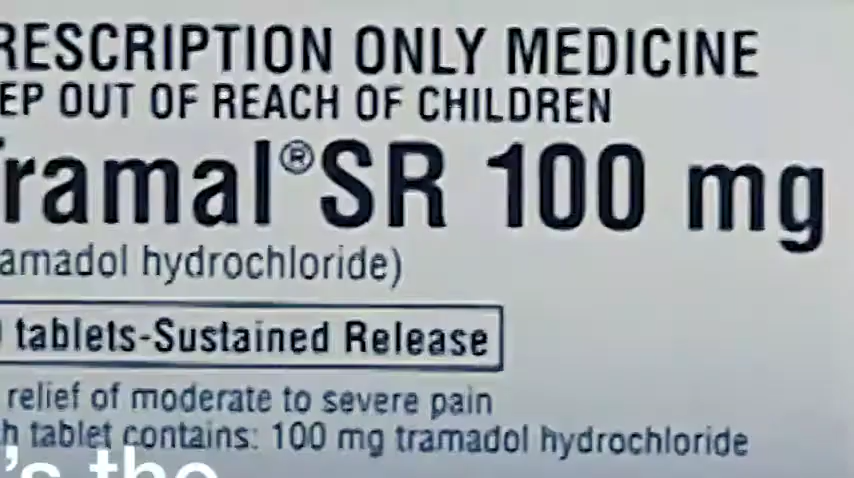 RESCRIPTION ONLY MEDICINE
EP OUT OF REACH OF CHILDREN
ramal® SR 100 mg
amadol hydrochloride)
tablets-Sustained Release
relief of moderate to severe pain
h tablet contains: 100 mg tramadol hydrochloride
's the